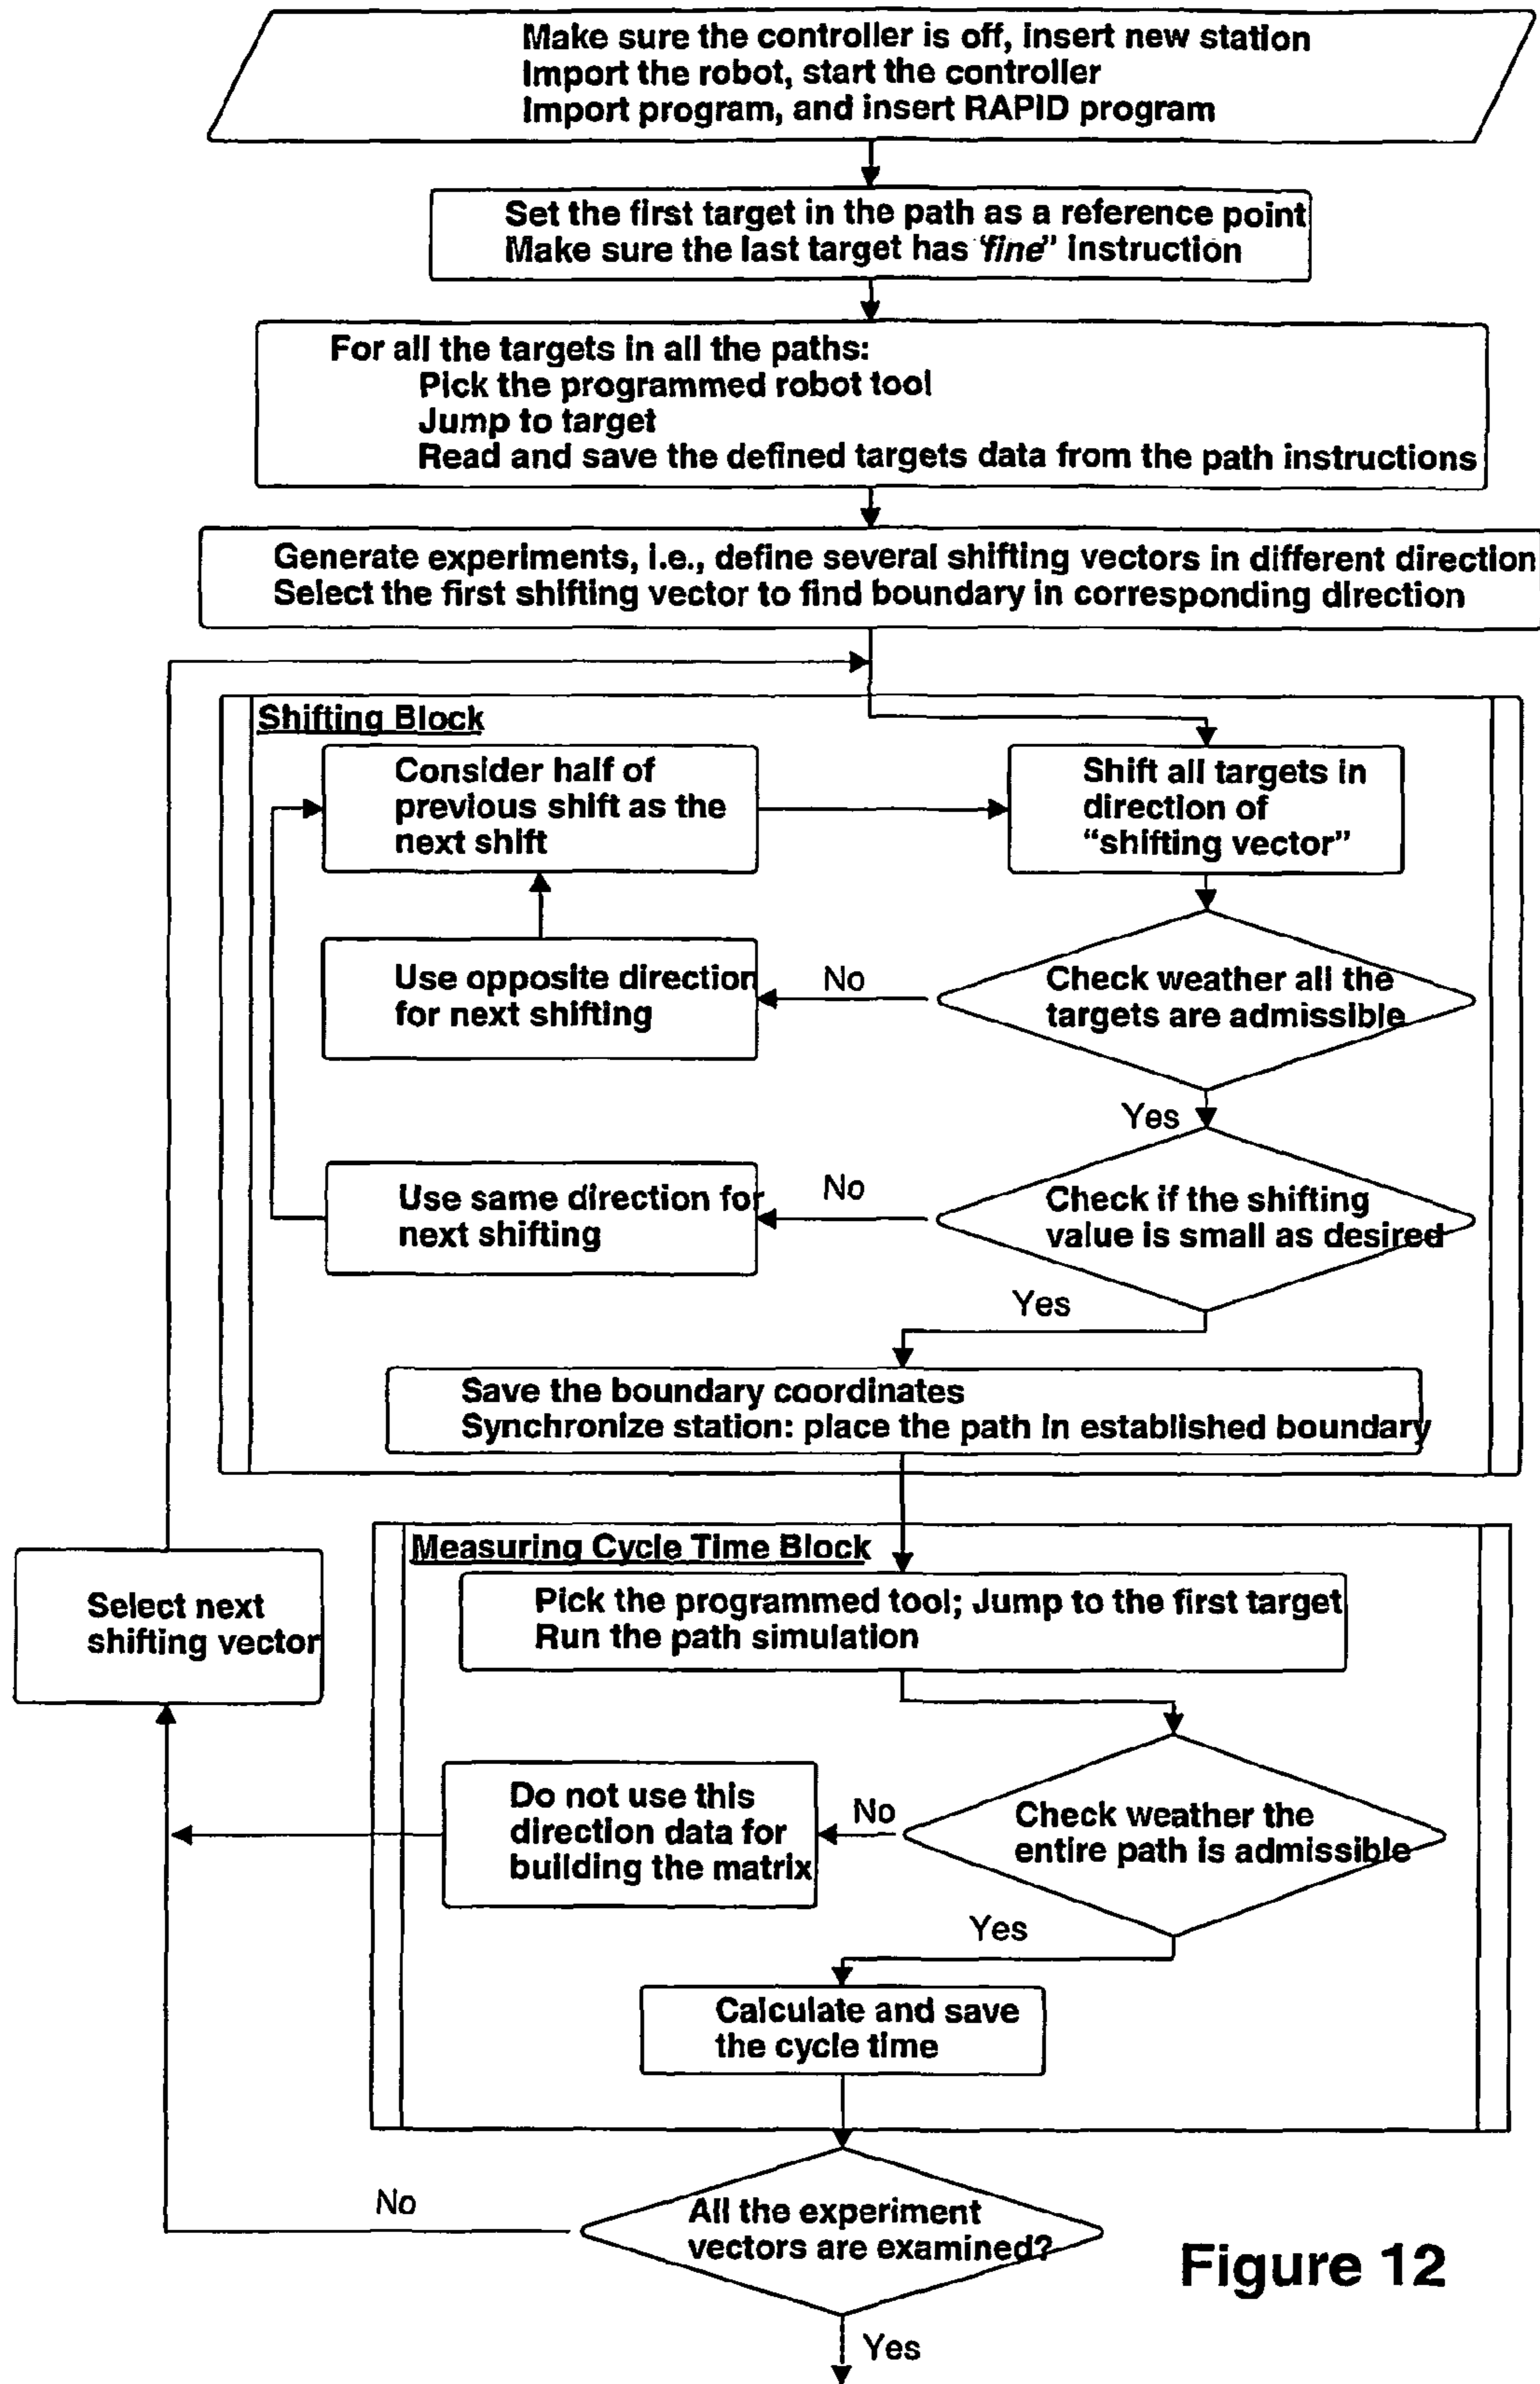 Make sure the controller is off, insert new station
Import the robot, start the controller
Import program, and insert RAPID program
Set the first target in the path as a reference point
Make sure the last target has 'fine" instruction
For all the targets in all the paths:
Pick the programmed robot tool
Jump to target
Read and save the defined targets data from the path instructions
Generate experiments, i.e., define several shifting vectors in different direction
Select the first shifting vector to find boundary in corresponding direction
Shifting Block
Consider half of
previous shift as the
next shift
Shift all targets in
direction of
“shifting vector”
Use opposite direction
for next shifting
No
Check weather all the
targets are admissible
Yes
Use same direction for
next shifting
No
Check if the shifting
value is small as desired
Yes
Save the boundary coordinates
Synchronize station: place the path in established boundary
Measuring Cycle Time Block
Pick the programmed tool; Jump to the first target
Run the path simulation
Select next
shifting vector
Do not use this
direction data for
building the matrix
No
Check weather the
entire path is admissible
Yes
Calculate and save
the cycle time
No
All the experiment
vectors are examined?
Yes
Figure 12